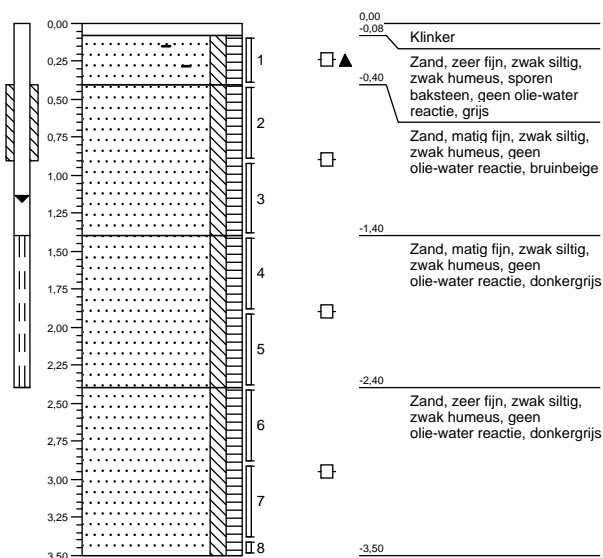 0,00
0,25
0,50
0,75
1,00
1,25
1,50
1,75
2,00
2,25
2,50
2,75
3,00
3,25
3,50
1
2
3
4
5
6
7
8
0,00
-0,08
Klinker
Zand, zeer fijn, zwak siltig,
zwak humeus, sporen
baksteen, geen olie-water
reactie, grijs
-0,40
Zand, matig fijn, zwak siltig,
zwak humeus, geen
olie-water reactie, bruinbeige
-1,40
Zand, matig fijn, zwak siltig,
zwak humeus, geen
olie-water reactie, donkergrijs
-2,40
Zand, zeer fijn, zwak siltig,
zwak humeus, geen
olie-water reactie, donkergrijs
-3,50